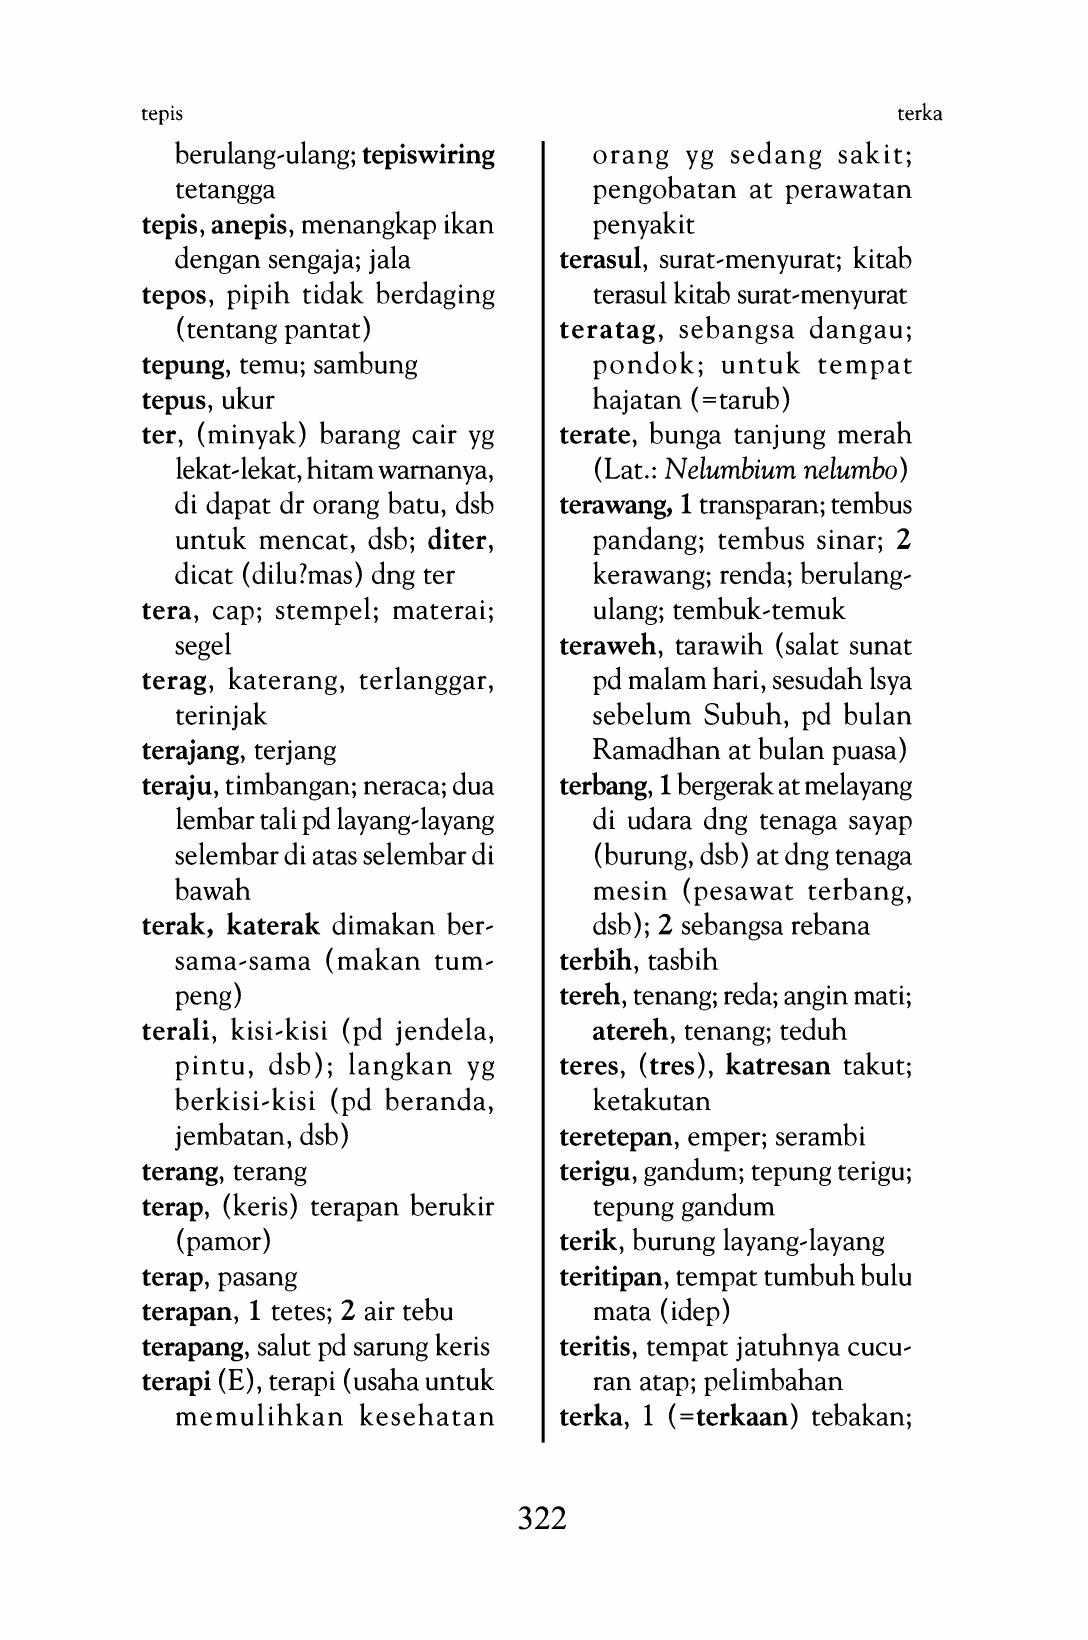 tepis
terka
berulang-ulang; tepiswiring
tetangga
tepis, anepis, menangkap ikan
dengan sengaja; jala
tepos, pipih tidak berdaging
(tentang pantat)
tepung, temu; sambung
tepus, ukur
ter, (minyak) barang cair yg
lekat-lekat, hitam warnanya,
di dapat dr orang batu, dsb
untuk mencat, dsb; diter,
dicat (dilu?mas) dng ter
tera, cap; stempel; materai;
segel
terag, katerang, terlanggar,
terinjak
terajang, terjang
teraju, timbangan; neraca; dua
lembar tali pd layang-layang
selembar di atas selembar di
bawah
terak, katerak dimakan ber-
sama-sama (makan tum-
peng)
terali, kisi-kisi (pd jendela,
pintu, dsb); langkan yg
berkisi-kisi (pd beranda,
jembatan, dsb)
terang, terang
terap, (keris) terapan berukir
(pamor)
terap, pasang
terapan, 1 tetes; 2 air tebu
terapang, salut pd sarung keris
terapi (E), terapi (usaha untuk
memulihkan kesehatan
orang yg sedang sakit;
pengobatan at perawatan
penyakit
terasul, surat-menyurat; kitab
terasul kitab surat-menyurat
teratag, sebangsa dangau;
pondok; untuk tempat
hajatan (=tarub)
terate, bunga tanjung merah
(Lat.: Nelumbium nelumbo)
terawang, 1 transparan; tembus
pandang; tembus sinar; 2
kerawang; renda; berulang-
ulang; tembuk-temuk
teraweh, tarawih (salat sunat
pd malam hari, sesudah Isya
sebelum Subuh, pd bulan
Ramadhan at bulan puasa)
terbang, 1 bergerak at melayang
di udara dng tenaga sayap
(burung, dsb) at dng tenaga
mesin (pesawat terbang,
dsb); 2 sebangsa rebana
terbih, tasbih
tereh, tenang; reda; angin mati;
atereh, tenang; teduh
teres, (tres), katresan takut;
ketakutan
teretepan, emper; serambi
terigu, gandum; tepung terigu;
tepung gandum
terik, burung layang-layang
teritipan, tempat tumbuh bulu
mata (idep)
teritis, tempat jatuhnya cucu-
ran atap; pelimbahan
terka, 1 (=terkaan) tebakan;
322